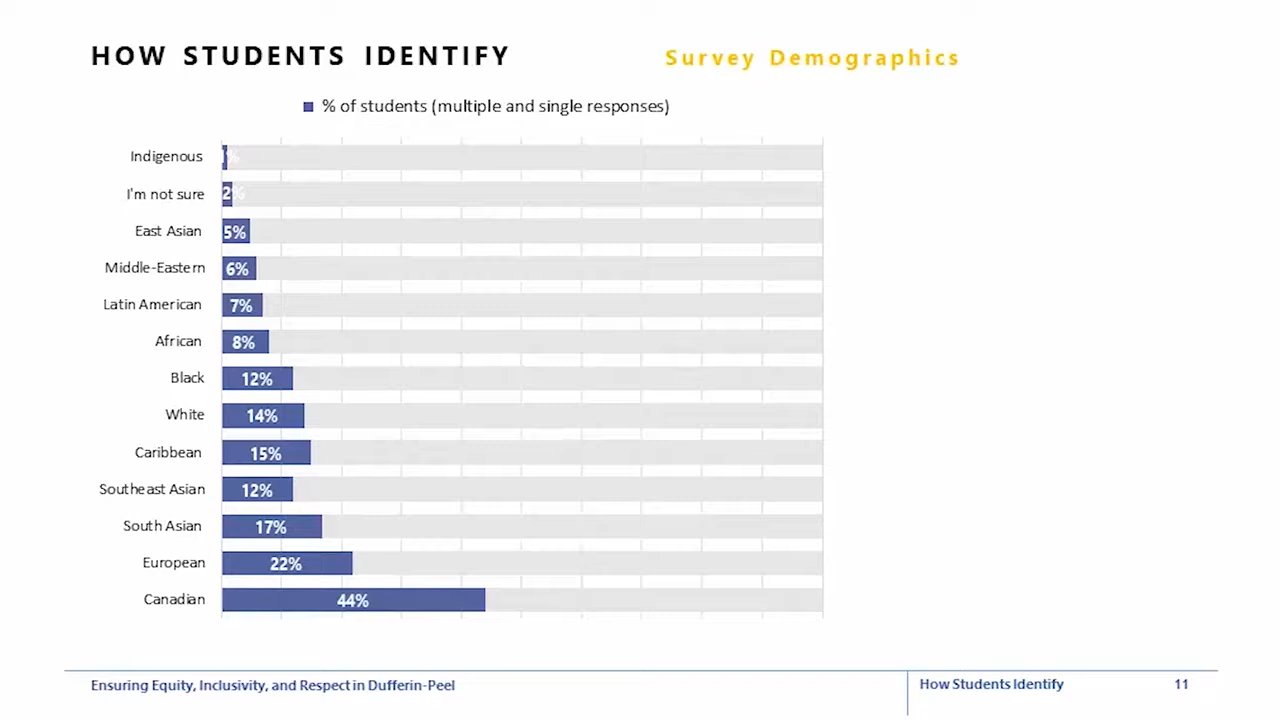 HOW STUDENTS IDENTIFY
Survey Demographics
% of students (multiple and single responses)
Indigenous
I'm not sure 2%
East Asian 5%
Middle-Eastern 6%
Latin American 7%
African 8%
Black 12%
White 14%
Caribbean 15%
Southeast Asian 12%
South Asian 17%
European 22%
Canadian 44%
Ensuring Equity, Inclusivity, and Respect in Dufferin-Peel
How Students Identify 11